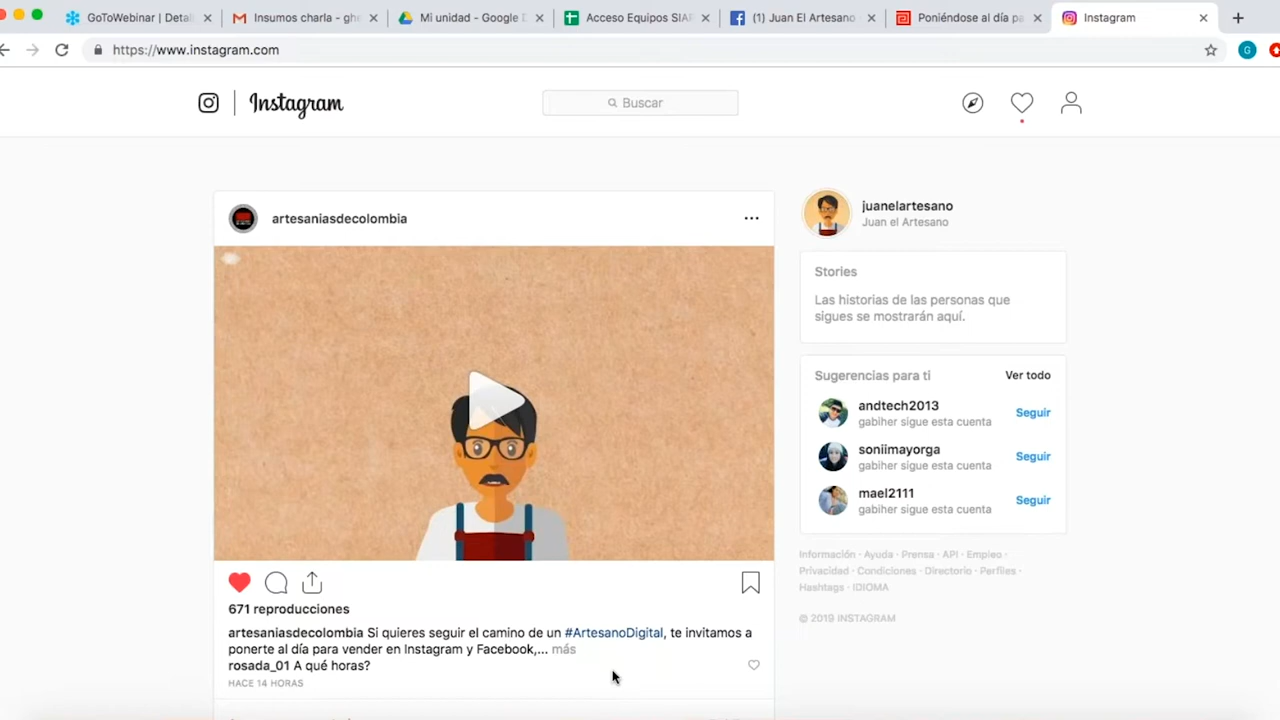 GoToWebinar | Detal
Insumos charla - ghe
Mi unidad - Google D
Acceso Equipos SIAR
(1) Juan El Artesano
Poniéndose al día pa
Instagram
https://www.instagram.com
G
Instagram
Buscar
artesaniasdecolombia
671 reproducciones
artesaniasdecolombia Si quieres seguir el camino de un #ArtesanoDigital, te invitamos a
ponerte al día para vender en Instagram y Facebook,... más
rosada_01 A qué horas?
HACE 14 HORAS
juanelartesano
Juan el Artesano
Stories
Las historias de las personas que
sigues se mostrarán aquí.
Sugerencias para ti Ver todo
andtech2013
gabiher sigue esta cuenta
Seguir
soniimayorga
gabiher sigue esta cuenta
Seguir
mael2111
gabiher sigue esta cuenta
Seguir
Información · Ayuda · Prensa · API · Empleo ·
Privacidad · Condiciones · Directorio · Perfiles ·
Hashtags · IDIOMA
© 2019 INSTAGRAM